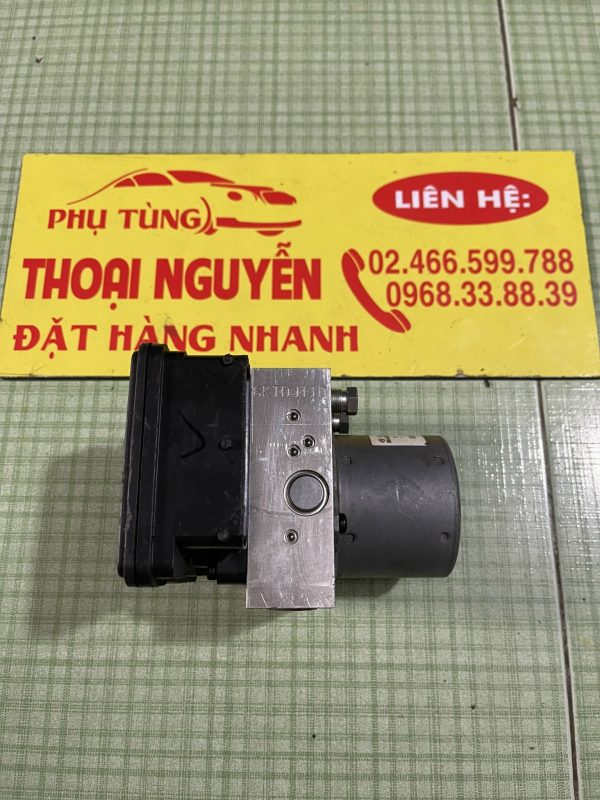 PHỤ TÙNG
THOẠI NGUYỄN
ĐẶT HÀNG NHANH
LIÊN HỆ:
02.466.599.788
0968.33.88.39